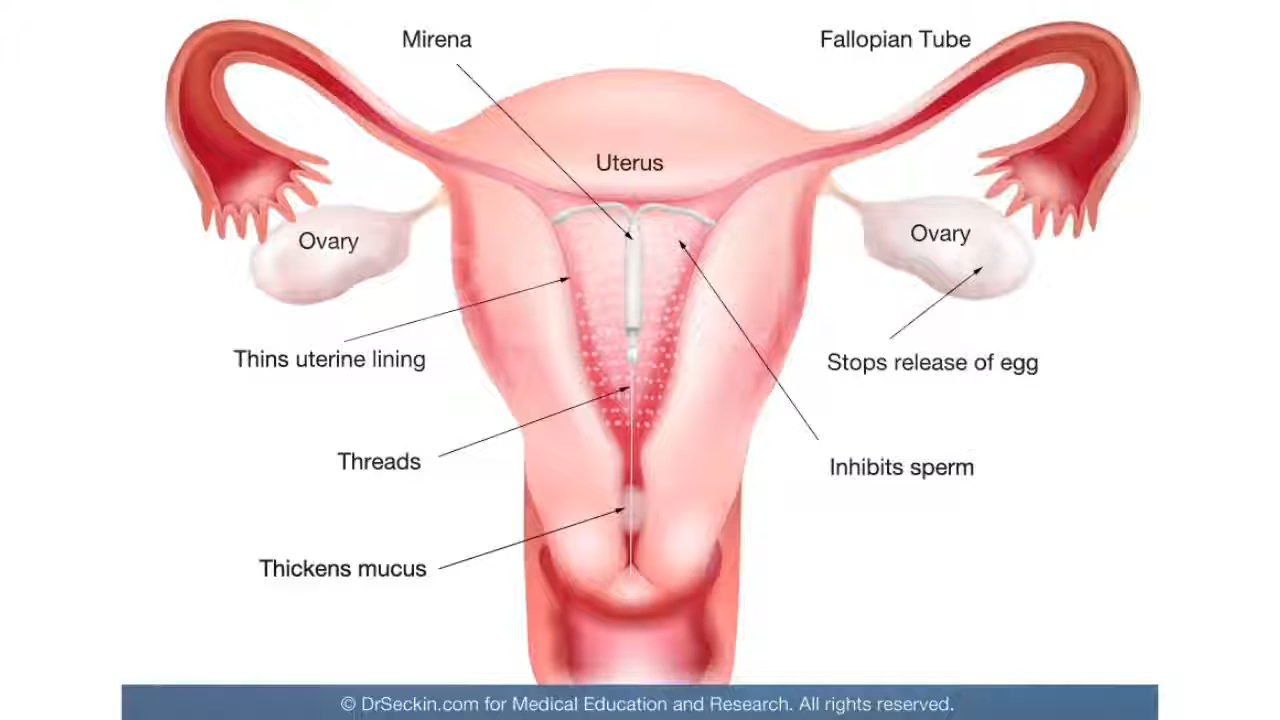 Mirena
Fallopian Tube
Uterus
Ovary
Ovary
Thins uterine lining
Stops release of egg
Threads
Inhibits sperm
Thickens mucus
© DrSeckin.com for Medical Education and Research. All rights reserved.